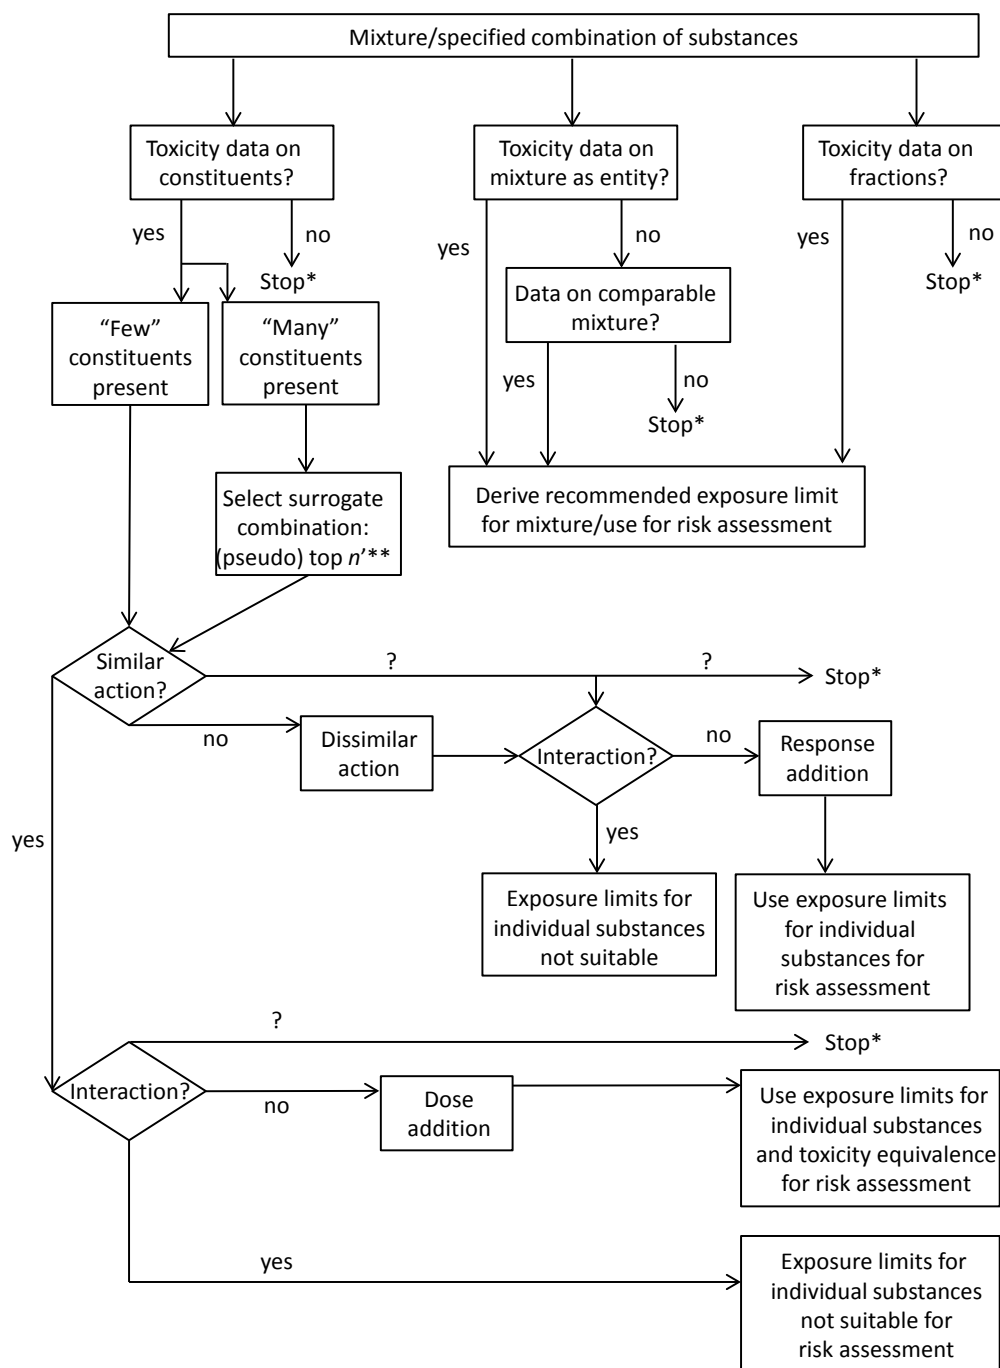 Mixture/specified combination of substances
Toxicity data on
constituents?
Toxicity data on
mixture as entity?
Toxicity data on
fractions?
yes
no
Stop*
yes
no
yes
no
Stop*
"Few"
constituents
present
"Many"
constituents
present
Data on comparable
mixture?
yes
no
Stop*
Select surrogate
combination:
(pseudo) top n'**
Derive recommended exposure limit
for mixture/use for risk assessment
Similar
action?
?
?
Stop*
no
Dissimilar
action
Interaction?
no
Response
addition
yes
yes
Exposure limits for
individual substances
not suitable
Use exposure limits
for individual
substances for
risk assessment
?
Stop*
Interaction?
no
Dose
addition
Use exposure limits for
individual substances
and toxicity equivalence
for risk assessment
yes
Exposure limits for
individual substances
not suitable for
risk assessment